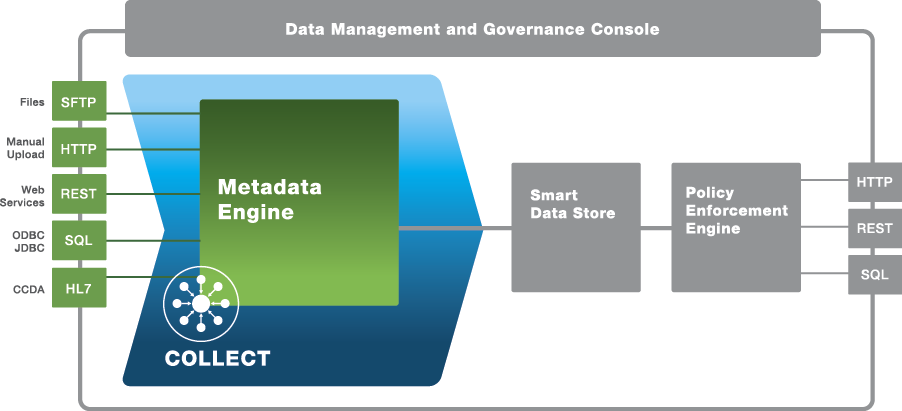 Data Management and Governance Console
Files
SFTP
Manual
Upload
HTTP
Web
Services
REST
ODBC
JDBC
SQL
CCDA
HL7
Metadata
Engine
COLLECT
Smart
Data Store
Policy
Enforcement
Engine
HTTP
REST
SQL